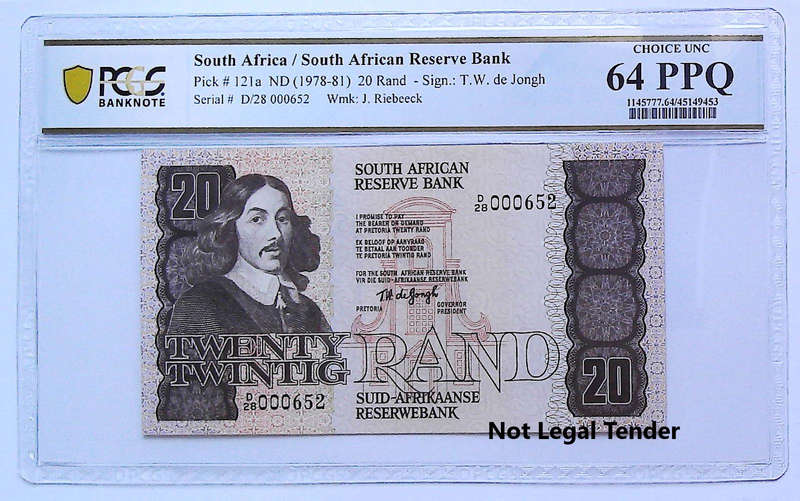 PCGS
BANKNOTE
South Africa / South African Reserve Bank
Pick # 121a ND (1978-81) 20 Rand - Sign.: T.W. de Jongh
Serial # D/28 000652 Wmk: J. Riebeeck
CHOICE UNC
64 PPQ
1145777.64/45149453
20
SOUTH AFRICAN
RESERVE BANK
D/28 000652
I PROMISE TO PAY
THE BEARER ON DEMAND
AT PRETORIA TWENTY RAND
EK BELOOF OP AANVRAAG
TE BETAAL AAN TOONDER
TE PRETORIA TWINTIG RAND
FOR THE SOUTH AFRICAN RESERVE BANK
VIR DIE SUID-AFRIKAANSE RESERWEBANK
T.W. de Jongh
PRETORIA GOVERNOR
PRESIDENT
TWENTY
TWINTIG
RAND
D/28 000652
SUID-AFRIKAANSE
RESERWEBANK
20
Not Legal Tender